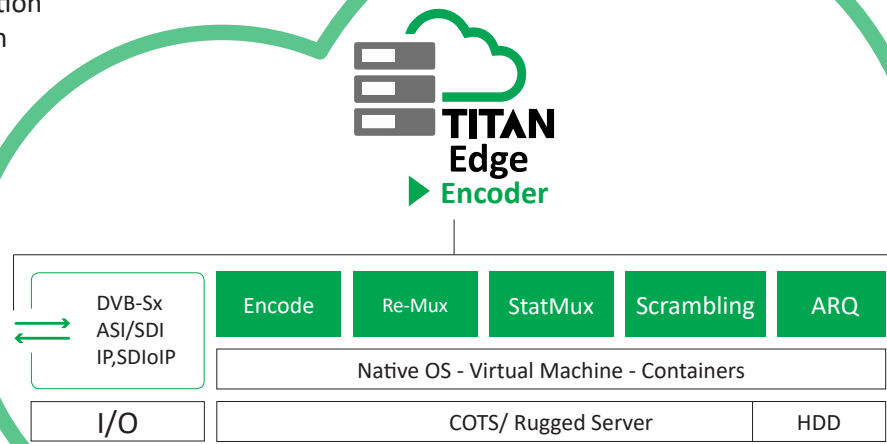 TITAN
Edge
Encoder
DVB-Sx
ASI/SDI
IP,SDIoIP
Encode
Re-Mux
StatMux
Scrambling
ARQ
Native OS - Virtual Machine - Containers
I/O
COTS/ Rugged Server
HDD